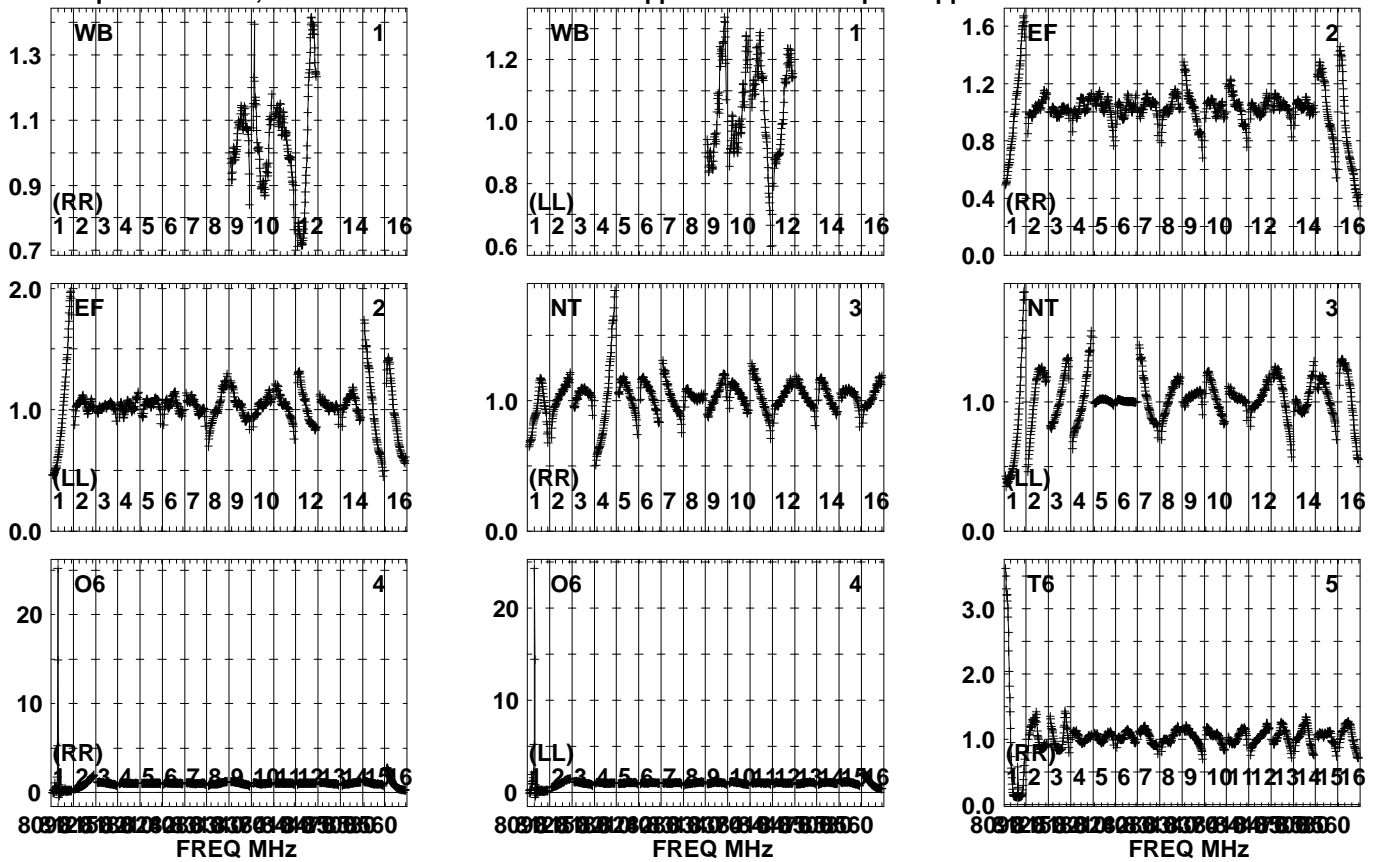 WB 1
1.3
1.1
0.9
0.7
(RR)
1 2 3 4 5 6 7 8 9 10 12 14 16
WB 1
1.2
1.0
0.8
0.6
(LL)
1 2 3 4 5 6 7 8 9 10 12 14 16
EF 2
1.6
1.2
0.8
0.4
0.0
(RR)
1 2 3 4 5 6 7 8 9 10 12 14 16
EF 2
2.0
1.0
0.0
(LL)
1 2 3 4 5 6 7 8 9 10 12 14 16
NT 3
1.0
0.0
(RR)
1 2 3 4 5 6 7 8 9 10 12 14 16
NT 3
1.0
0.0
(LL)
1 2 3 4 5 6 7 8 9 10 12 14 16
O6 4
20
10
0
(RR)
1 2 3 4 5 6 7 8 9 10 11 12 13 14 15 16
FREQ MHz
O6 4
20
10
0
(LL)
1 2 3 4 5 6 7 8 9 10 11 12 13 14 15 16
FREQ MHz
T6 5
3.0
2.0
1.0
0.0
(RR)
1 2 3 4 5 6 7 8 9 10 11 12 13 14 15 16
FREQ MHz